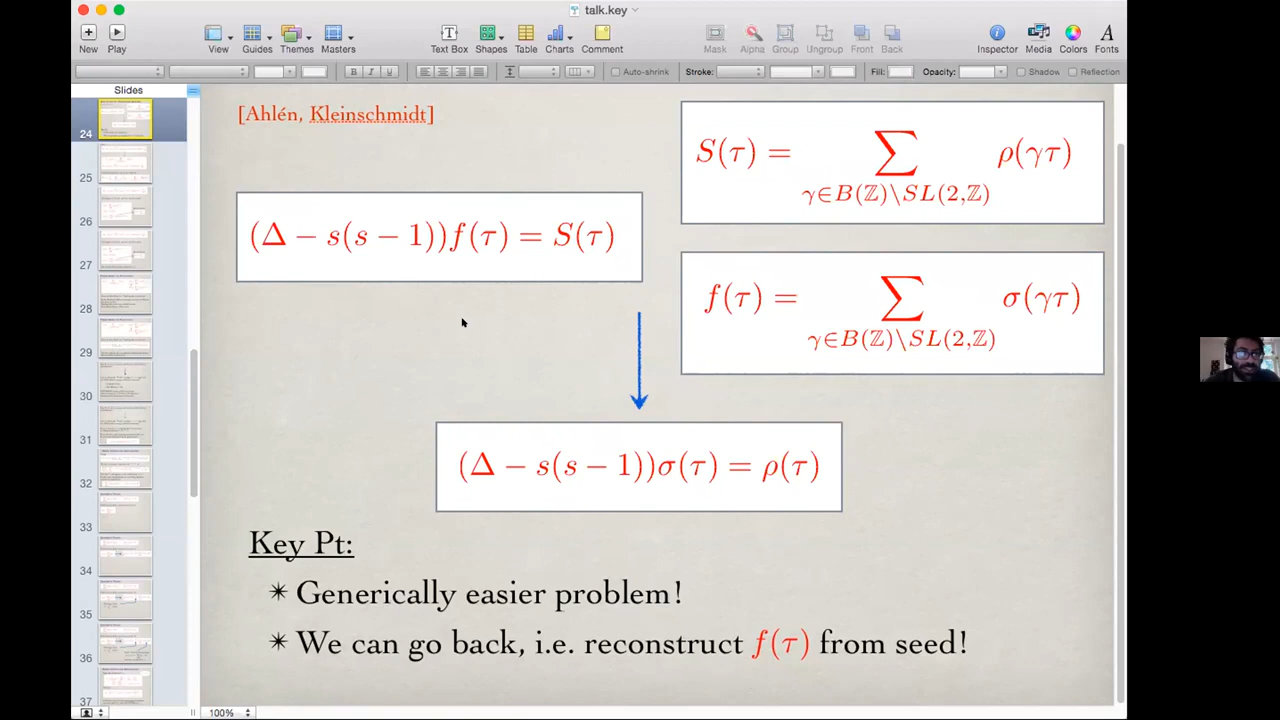 talk.key
New Play View Guides Themes Masters Text Box Shapes Table Charts Comment Mask Alpha Group Ungroup Front Back Inspector Media Colors Fonts
B I U Auto-shrink Stroke: Fill: Opacity: Shadow Reflection
Slides
24
25
26
27
28
29
30
31
32
33
34
35
36
37
[Ahlén, Kleinschmidt]
S(τ) = ∑ ρ(γτ)
γ∈B(ℤ)\SL(2,ℤ)
(Δ − s(s − 1))f(τ) = S(τ)
f(τ) = ∑ σ(γτ)
γ∈B(ℤ)\SL(2,ℤ)
(Δ − s(s − 1))σ(τ) = ρ(τ)
Key Pt:
✴ Generically easier problem!
✴ We can go back, i.e. reconstruct f(τ) from seed!
100%